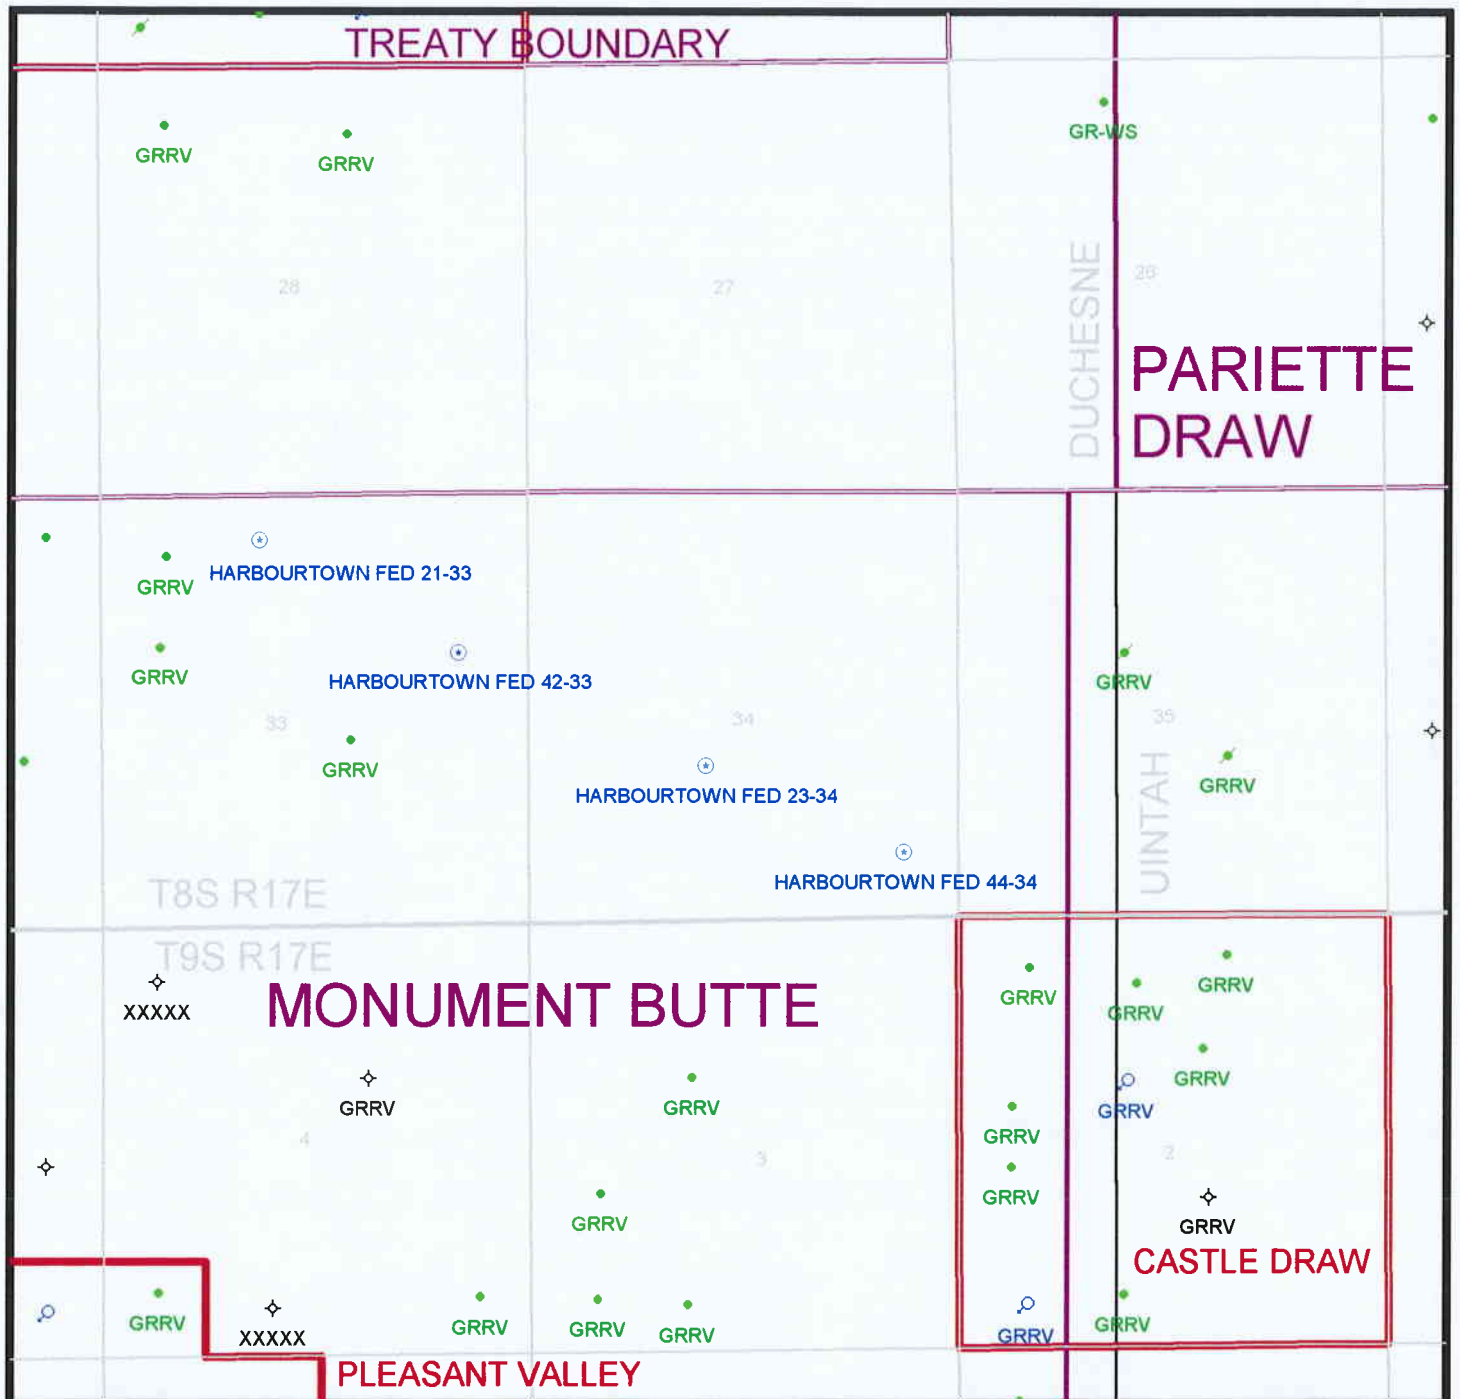 TREATY BOUNDARY
GR-WS
GRRV
GRRV
28
27
26
DUCHESNE
PARIETTE
DRAW
HARBOURTOWN FED 21-33
GRRV
GRRV
HARBOURTOWN FED 42-33
GRRV
33
34
35
GRRV
GRRV
HARBOURTOWN FED 23-34
UINTAH
HARBOURTOWN FED 44-34
T8S R17E
T9S R17E
XXXXX
MONUMENT BUTTE
GRRV
GRRV
GRRV
GRRV
GRRV
GRRV
GRRV
GRRV
GRRV
4
3
2
GRRV
GRRV
GRRV
CASTLE DRAW
GRRV
XXXXX
GRRV
GRRV
GRRV
GRRV
GRRV
PLEASANT VALLEY